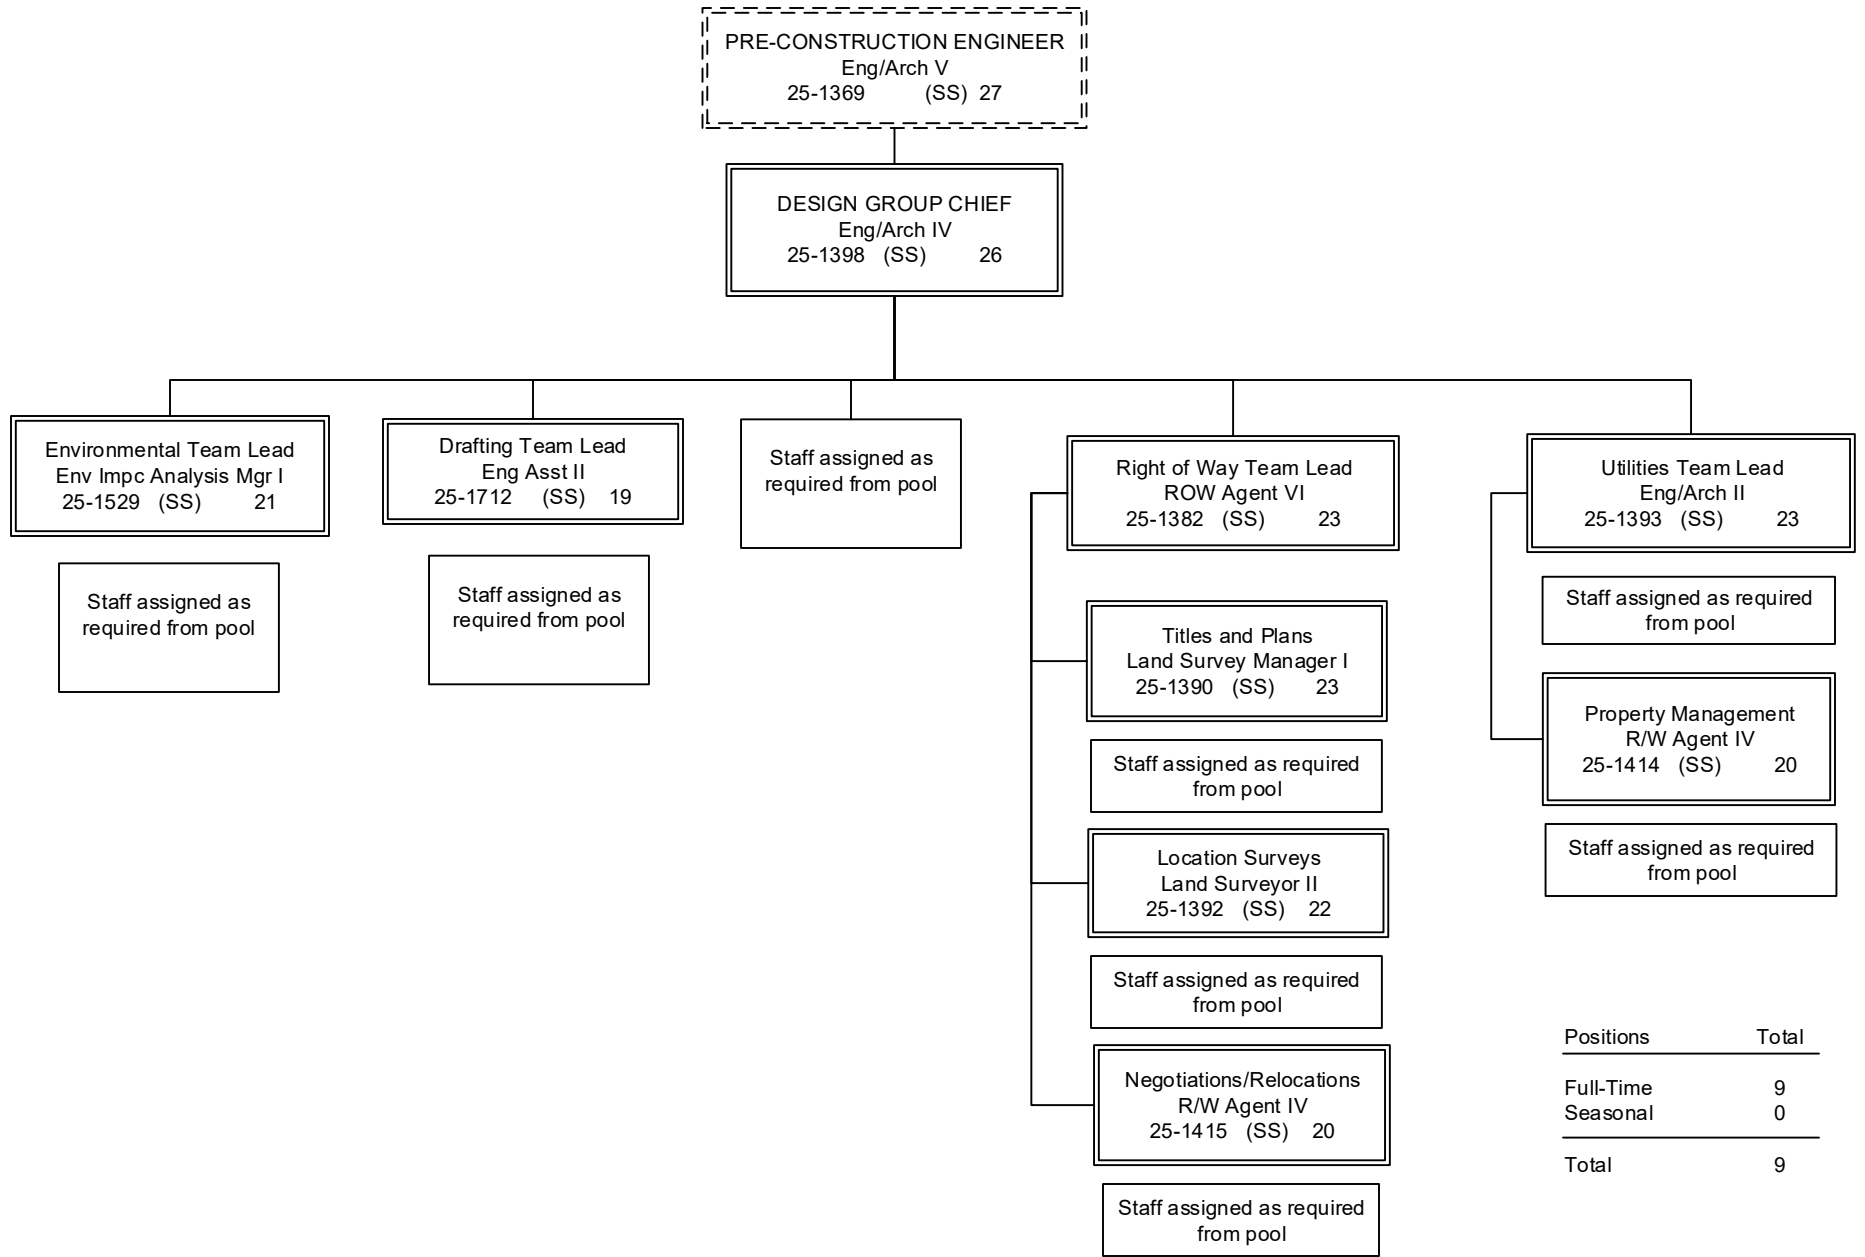 PRE-CONSTRUCTION ENGINEER
Eng/Arch V
25-1369 (SS) 27
DESIGN GROUP CHIEF
Eng/Arch IV
25-1398 (SS) 26
Environmental Team Lead
Env Impc Analysis Mgr I
25-1529 (SS) 21
Staff assigned as
required from pool
Drafting Team Lead
Eng Asst II
25-1712 (SS) 19
Staff assigned as
required from pool
Staff assigned as
required from pool
Right of Way Team Lead
ROW Agent VI
25-1382 (SS) 23
Titles and Plans
Land Survey Manager I
25-1390 (SS) 23
Staff assigned as required
from pool
Location Surveys
Land Surveyor II
25-1392 (SS) 22
Staff assigned as required
from pool
Negotiations/Relocations
R/W Agent IV
25-1415 (SS) 20
Staff assigned as required
from pool
Utilities Team Lead
Eng/Arch II
25-1393 (SS) 23
Staff assigned as required
from pool
Property Management
R/W Agent IV
25-1414 (SS) 20
Staff assigned as required
from pool
Positions Total
Full-Time 9
Seasonal 0
Total 9